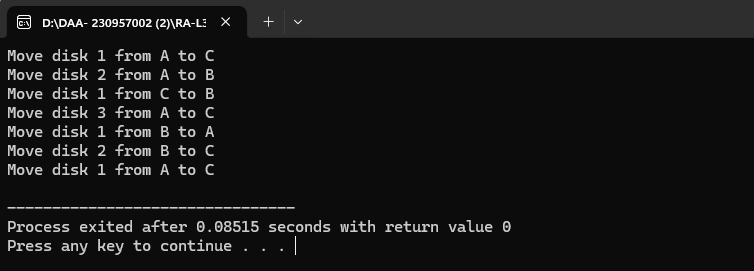 D:\DAA- 230957002 (2)\RA-L3
Move disk 1 from A to C
Move disk 2 from A to B
Move disk 1 from C to B
Move disk 3 from A to C
Move disk 1 from B to A
Move disk 2 from B to C
Move disk 1 from A to C
--------------------------------
Process exited after 0.08515 seconds with return value 0
Press any key to continue . . .